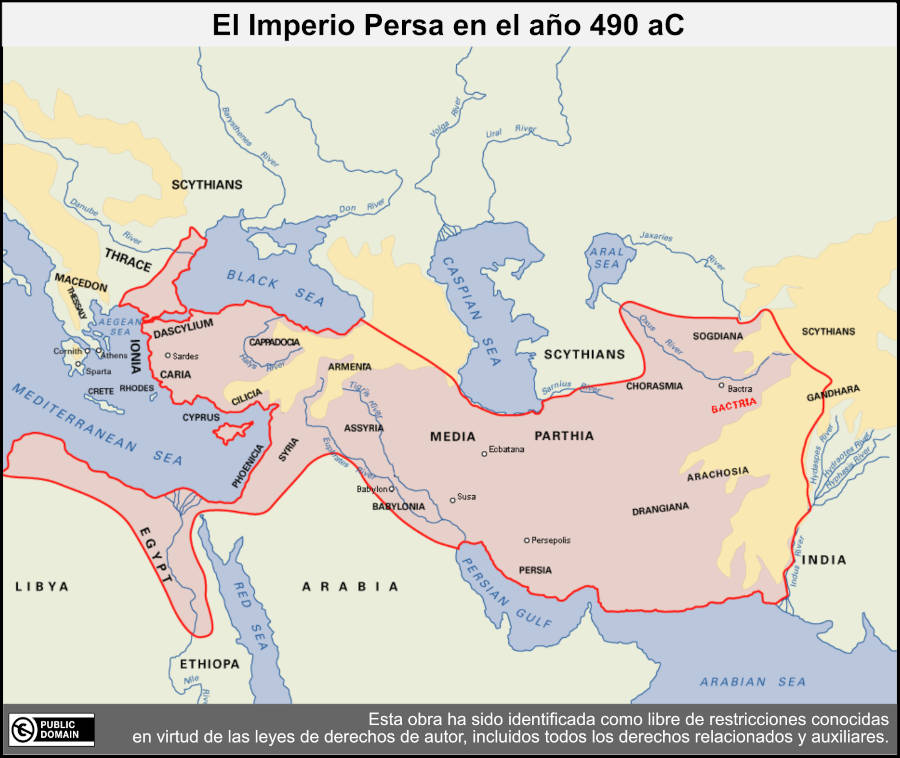 El Imperio Persa en el año 490 aC
Barysthenes River
Volga River
Ural River
SCYTHIANS
Don River
Danube River
Jaxaries River
THRACE
ARAL SEA
BLACK SEA
CASPIAN SEA
MACEDON
THESSALY
AEGEAN SEA
DASCYLIUM
Oxus River
SOGDIANA
SCYTHIANS
CAPPADOCIA
Halys River
IONIA
Cornith
Athens
Sardes
SCYTHIANS
Sparta
CARIA
ARMENIA
Sarnius River
CHORASMIA
Bactra
GANDHARA
CRETE
RHODES
CILICIA
Tigris River
BACTRIA
MEDITERRANEAN SEA
CYPRUS
ASSYRIA
MEDIA
PARTHIA
Hydaspes River
Hydraotes River
Hyphasis River
PHOENICIA
SYRIA
Euphrates River
Eobatana
ARACHOSIA
Babylon
Susa
BABYLONIA
DRANGIANA
EGYPT
Persepolis
Indus River
INDIA
LIBYA
ARABIA
PERSIA
RED SEA
PERSIAN GULF
ETHIOPA
Nile River
ARABIAN SEA
PUBLIC
DOMAIN
Esta obra ha sido identificada como libre de restricciones conocidas
en virtud de las leyes de derechos de autor, incluidos todos los derechos relacionados y auxiliares.